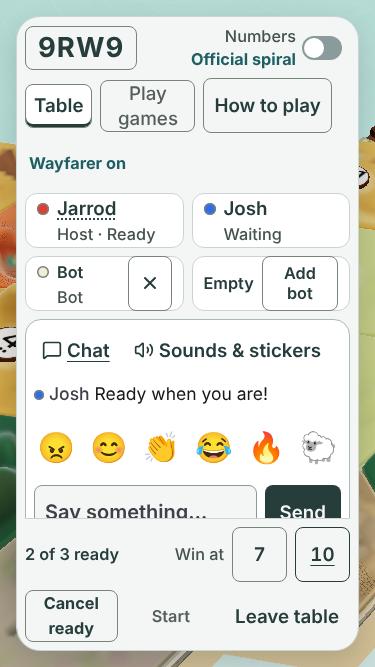 9RW9
Numbers
Official spiral
Table
Play
games
How to play
Wayfarer on
Jarrod
Host · Ready
Josh
Waiting
Bot
Bot
Empty
Add
bot
Chat
Sounds & stickers
Josh Ready when you are!
Say something...
Send
2 of 3 ready
Win at
7
10
Cancel
ready
Start
Leave table